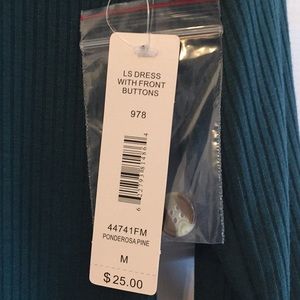 LS DRESS
WITH FRONT
BUTTONS
978
44741FM
PONDEROSA PINE
M
$25.00